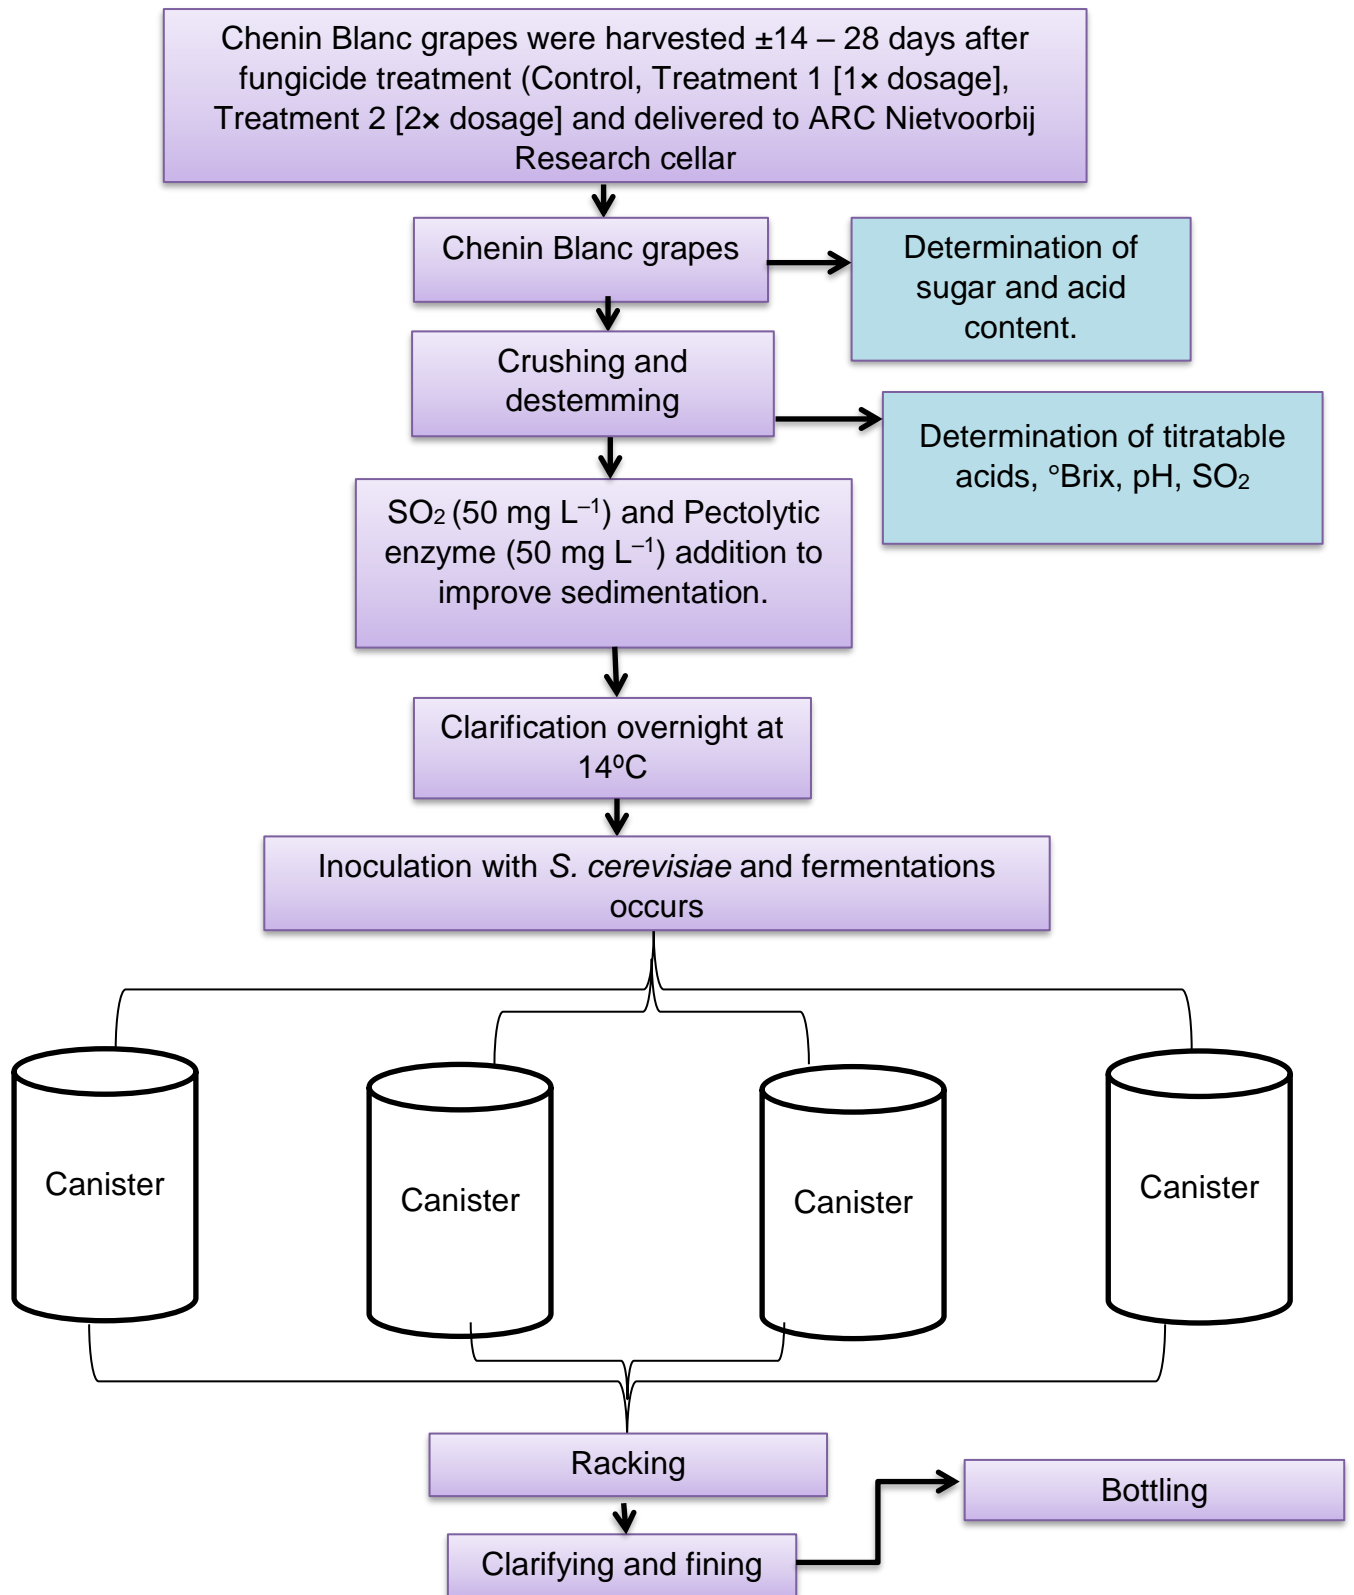 Chenin Blanc grapes were harvested ±14 – 28 days after
fungicide treatment (Control, Treatment 1 [1× dosage],
Treatment 2 [2× dosage] and delivered to ARC Nietvoorbij
Research cellar
Chenin Blanc grapes
Determination of
sugar and acid
content.
Crushing and
destemming
Determination of titratable
acids, °Brix, pH, SO₂
SO₂ (50 mg L⁻¹) and Pectolytic
enzyme (50 mg L⁻¹) addition to
improve sedimentation.
Clarification overnight at
14⁰C
Inoculation with S. cerevisiae and fermentations
occurs
Canister
Canister
Canister
Canister
Racking
Bottling
Clarifying and fining